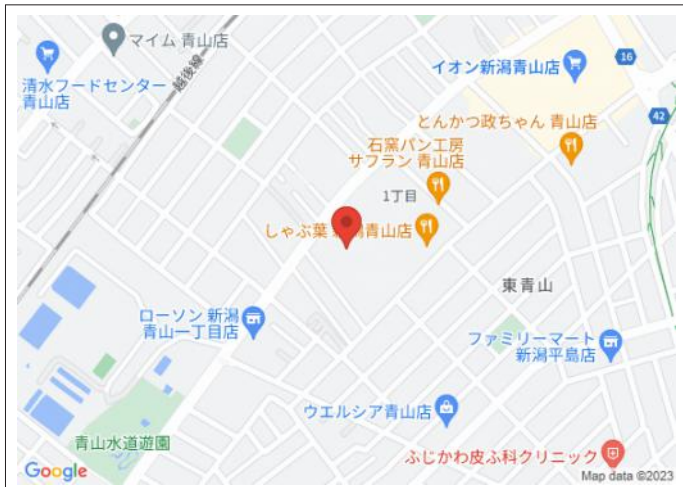 マイム 青山店
清水フードセンター
青山店
越後線
イオン新潟青山店
16
とんかつ政ちゃん 青山店
42
石窯パン工房
サフラン 青山店
1丁目
しゃぶ葉 新潟青山店
東青山
ローソン 新潟
青山一丁目店
ファミリーマート
新潟平島店
ウエルシア青山店
青山水道遊園
ふじかわ皮ふ科クリニック
Google
Map data ©2023